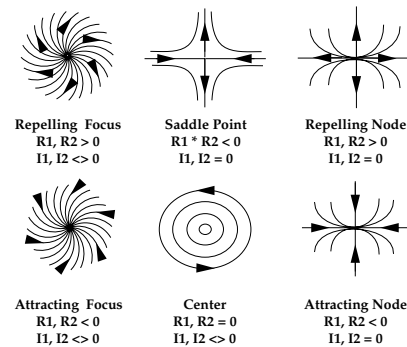 Repelling Focus
R1, R2 > 0
I1, I2 <> 0
Saddle Point
R1 * R2 < 0
I1, I2 = 0
Repelling Node
R1, R2 > 0
I1, I2 = 0
Attracting Focus
R1, R2 < 0
I1, I2 <> 0
Center
R1, R2 = 0
I1, I2 <> 0
Attracting Node
R1, R2 < 0
I1, I2 = 0